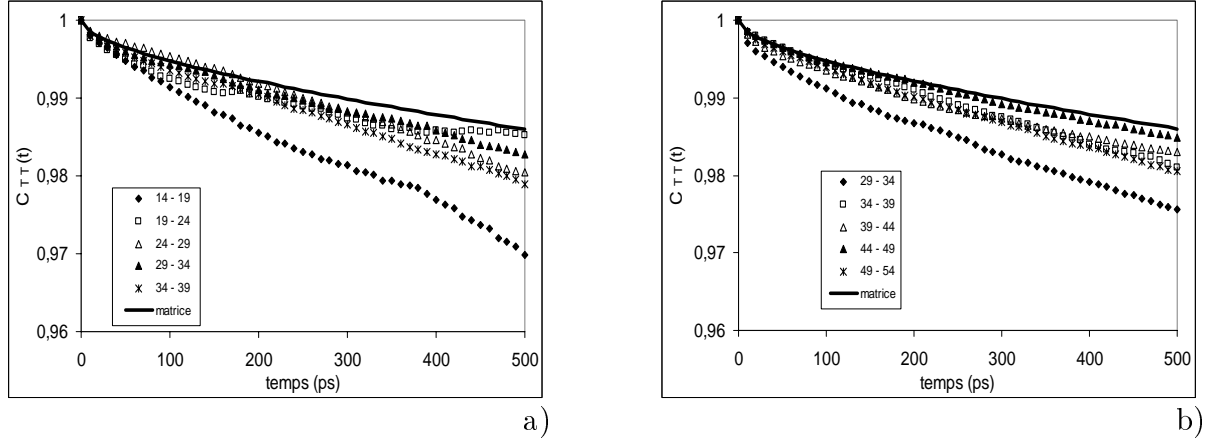 1
0,99
0,98
0,97
0,96
C T T (t)
0 100 200 300 400 500
temps (ps)
14 - 19
19 - 24
24 - 29
29 - 34
34 - 39
matrice
a)
1
0,99
0,98
0,97
0,96
C T T (t)
0 100 200 300 400 500
temps (ps)
29 - 34
34 - 39
39 - 44
44 - 49
49 - 54
matrice
b)